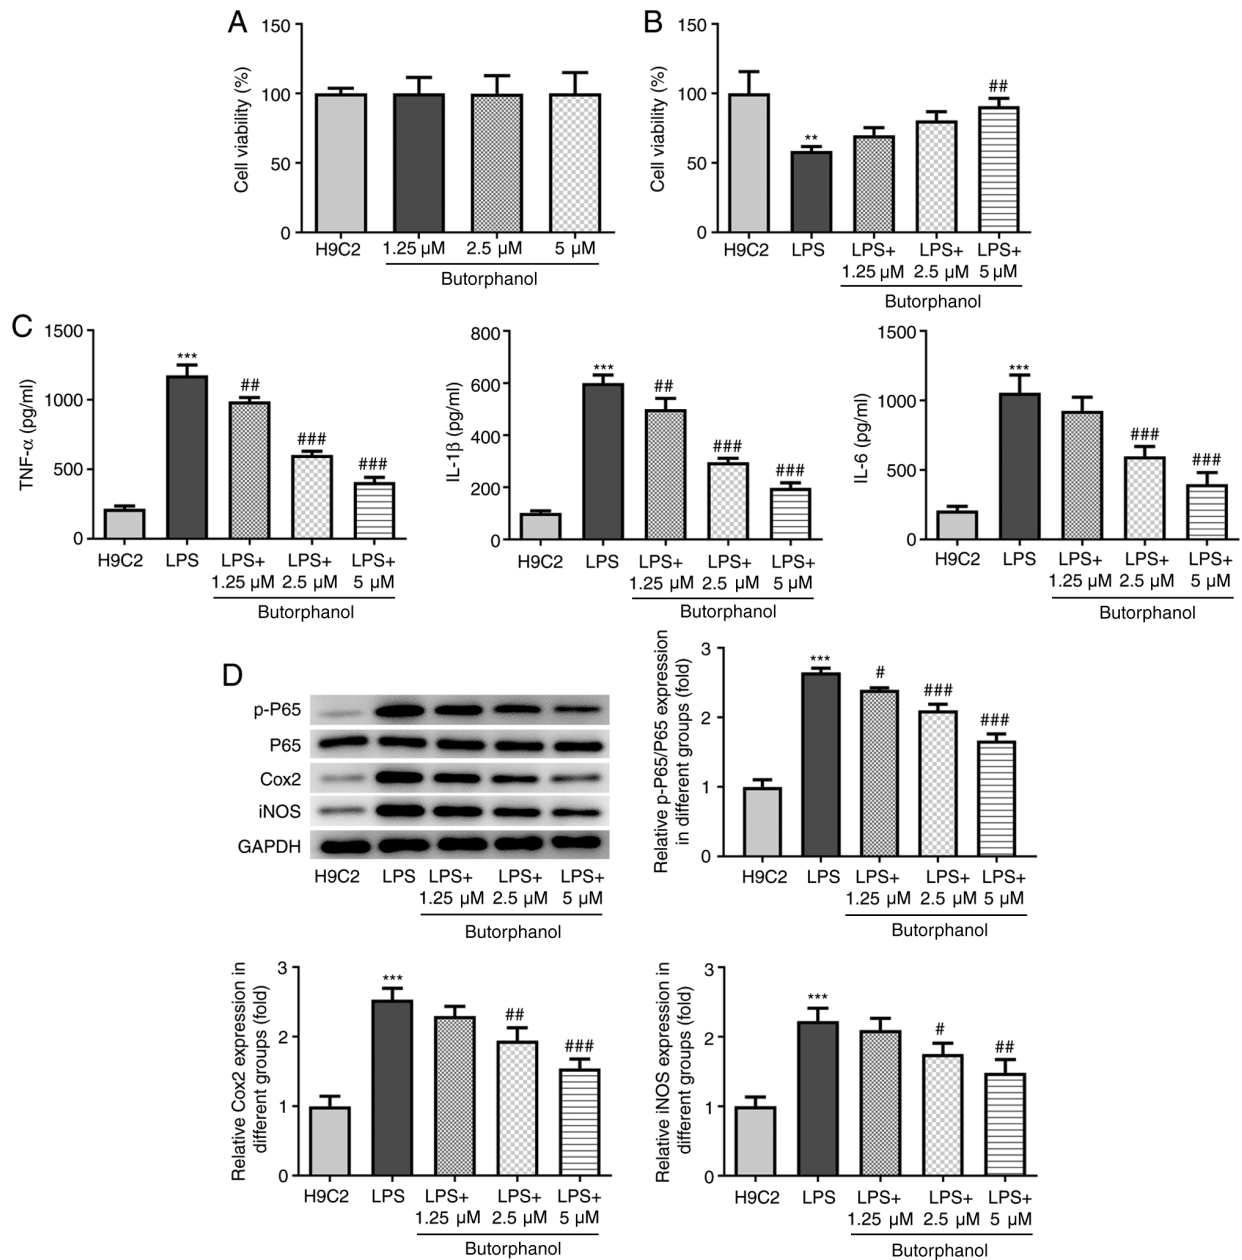 A
Cell viability (%)
150
100
50
0
H9C2
1.25 μM
2.5 μM
5 μM
Butorphanol
B
Cell viability (%)
150
100
50
0
**
##
H9C2
LPS
LPS+
1.25 μM
LPS+
2.5 μM
LPS+
5 μM
Butorphanol
C
TNF-α (pg/ml)
1500
1000
500
0
***
##
###
###
H9C2
LPS
LPS+
1.25 μM
LPS+
2.5 μM
LPS+
5 μM
Butorphanol
IL-1β (pg/ml)
800
600
400
200
0
***
##
###
###
H9C2
LPS
LPS+
1.25 μM
LPS+
2.5 μM
LPS+
5 μM
Butorphanol
IL-6 (pg/ml)
1500
1000
500
0
***
###
###
H9C2
LPS
LPS+
1.25 μM
LPS+
2.5 μM
LPS+
5 μM
Butorphanol
D
p-P65
P65
Cox2
iNOS
GAPDH
H9C2
LPS
LPS+
1.25 μM
LPS+
2.5 μM
LPS+
5 μM
Butorphanol
Relative p-P65/P65 expression
in different groups (fold)
3
2
1
0
***
#
###
###
H9C2
LPS
LPS+
1.25 μM
LPS+
2.5 μM
LPS+
5 μM
Butorphanol
Relative Cox2 expression in
different groups (fold)
3
2
1
0
***
##
###
H9C2
LPS
LPS+
1.25 μM
LPS+
2.5 μM
LPS+
5 μM
Butorphanol
Relative iNOS expression in
different groups (fold)
3
2
1
0
***
#
##
H9C2
LPS
LPS+
1.25 μM
LPS+
2.5 μM
LPS+
5 μM
Butorphanol